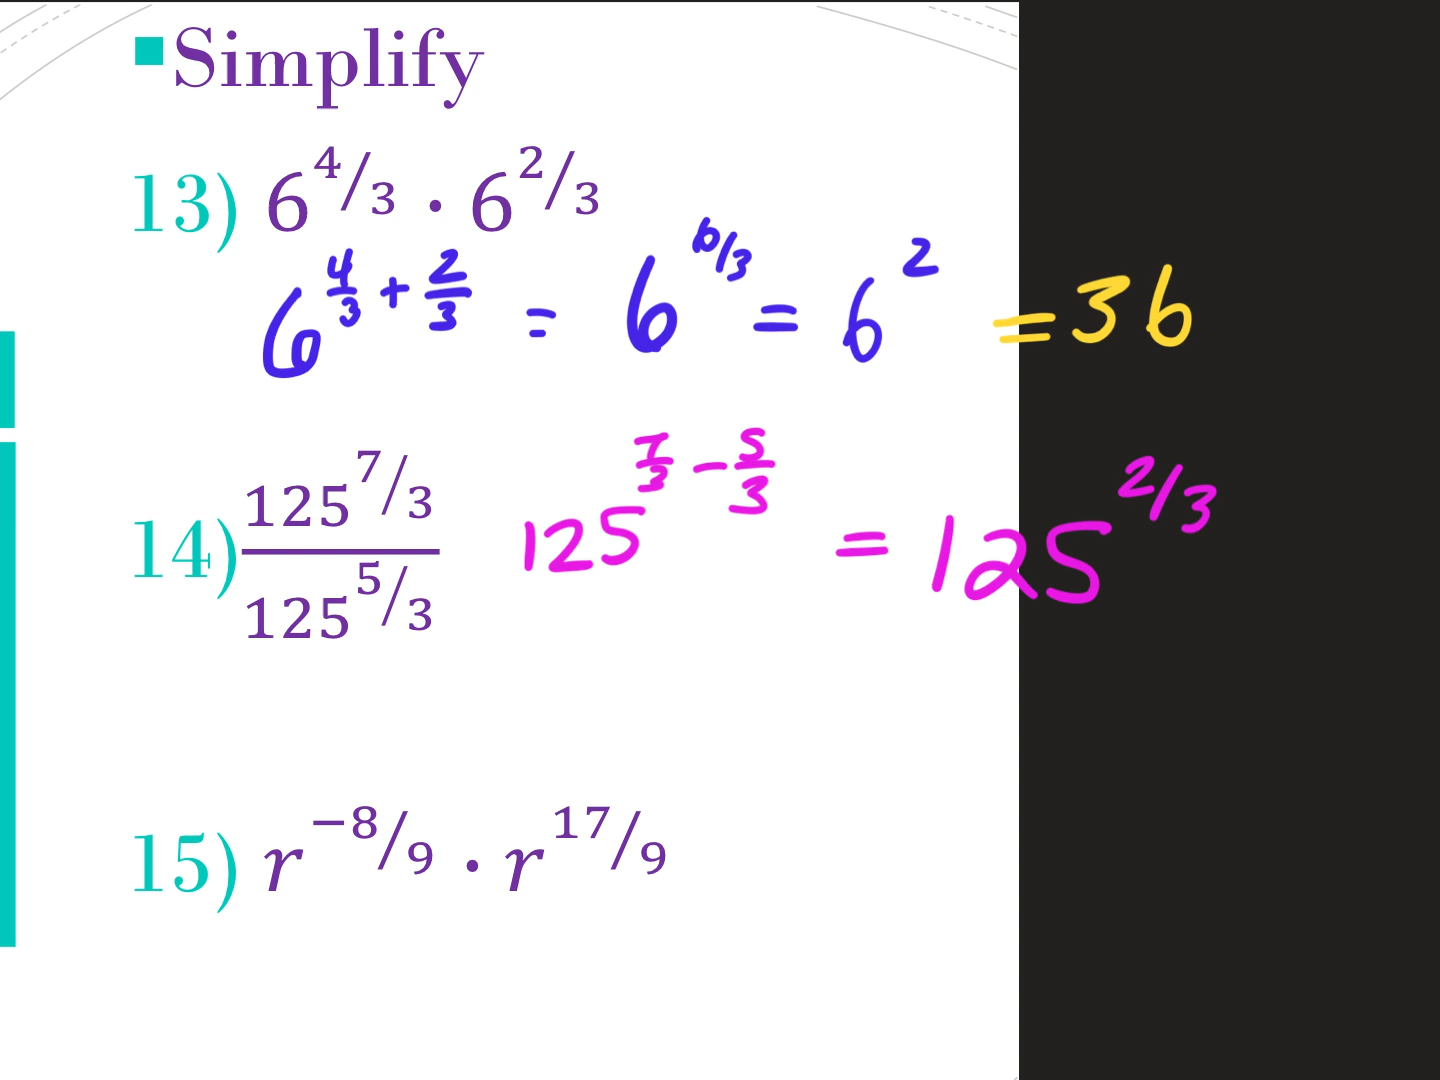 Simplify
13) 6^4/3 · 6^2/3
6^(4/3 + 2/3) = 6^6/3 = 6^2 = 36
14) 125^7/3 / 125^5/3
125^(7/3 - 5/3) = 125^2/3
15) r^−8/9 · r^17/9